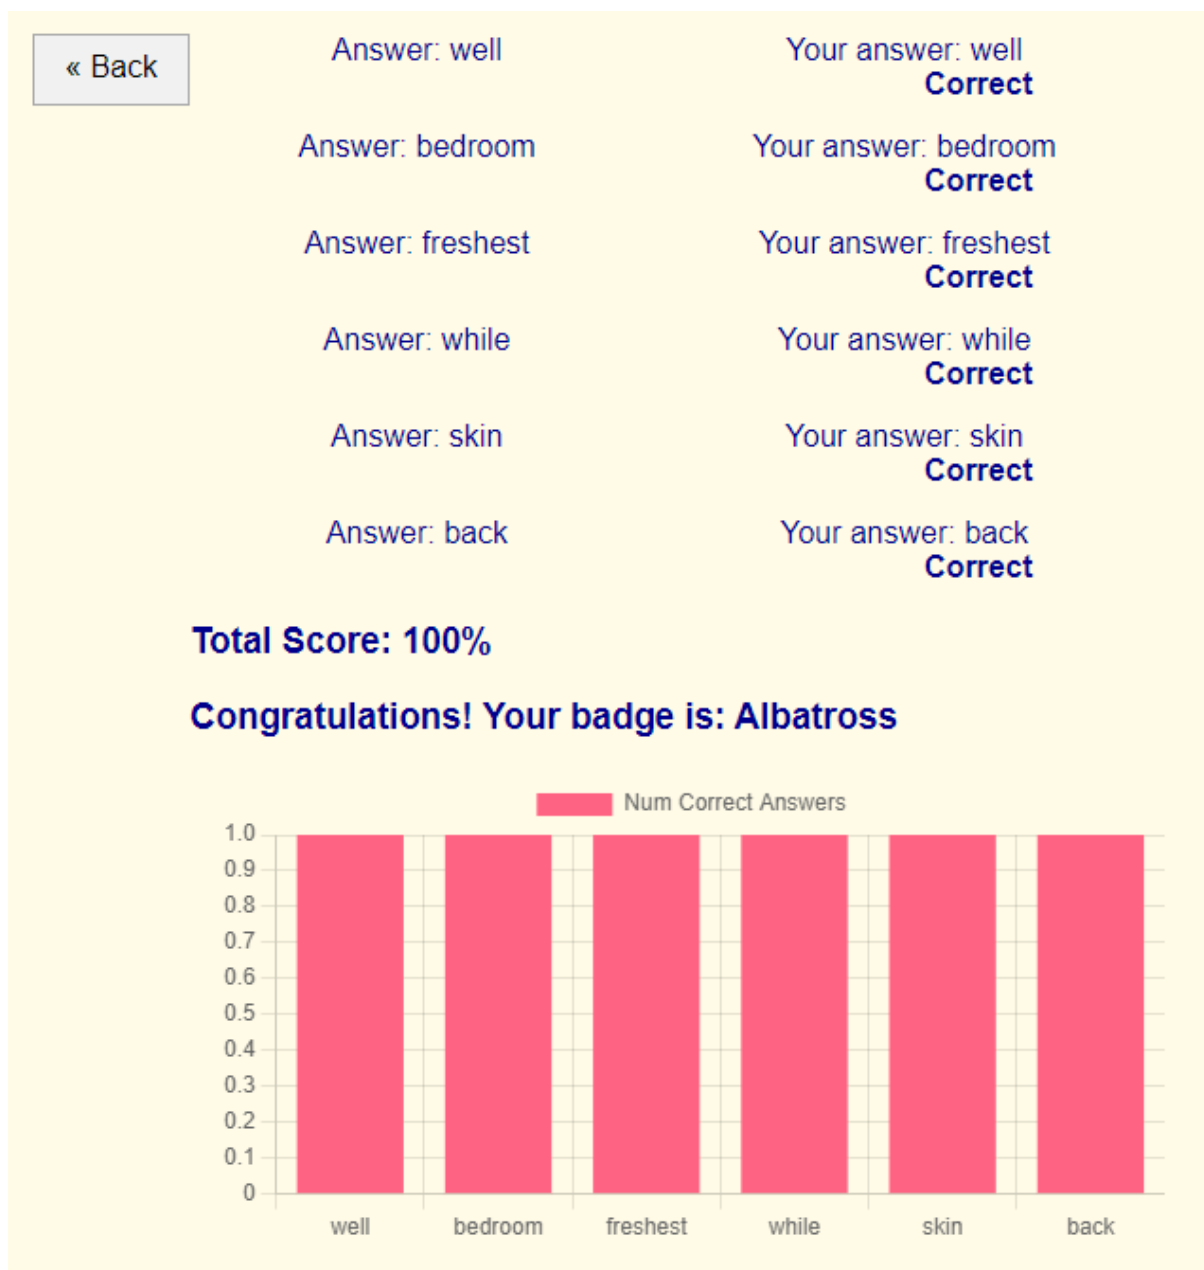 « Back
Answer: well
Your answer: well
Correct
Answer: bedroom
Your answer: bedroom
Correct
Answer: freshest
Your answer: freshest
Correct
Answer: while
Your answer: while
Correct
Answer: skin
Your answer: skin
Correct
Answer: back
Your answer: back
Correct
Total Score: 100%
Congratulations! Your badge is: Albatross
Num Correct Answers
1.0
0.9
0.8
0.7
0.6
0.5
0.4
0.3
0.2
0.1
0
well bedroom freshest while skin back